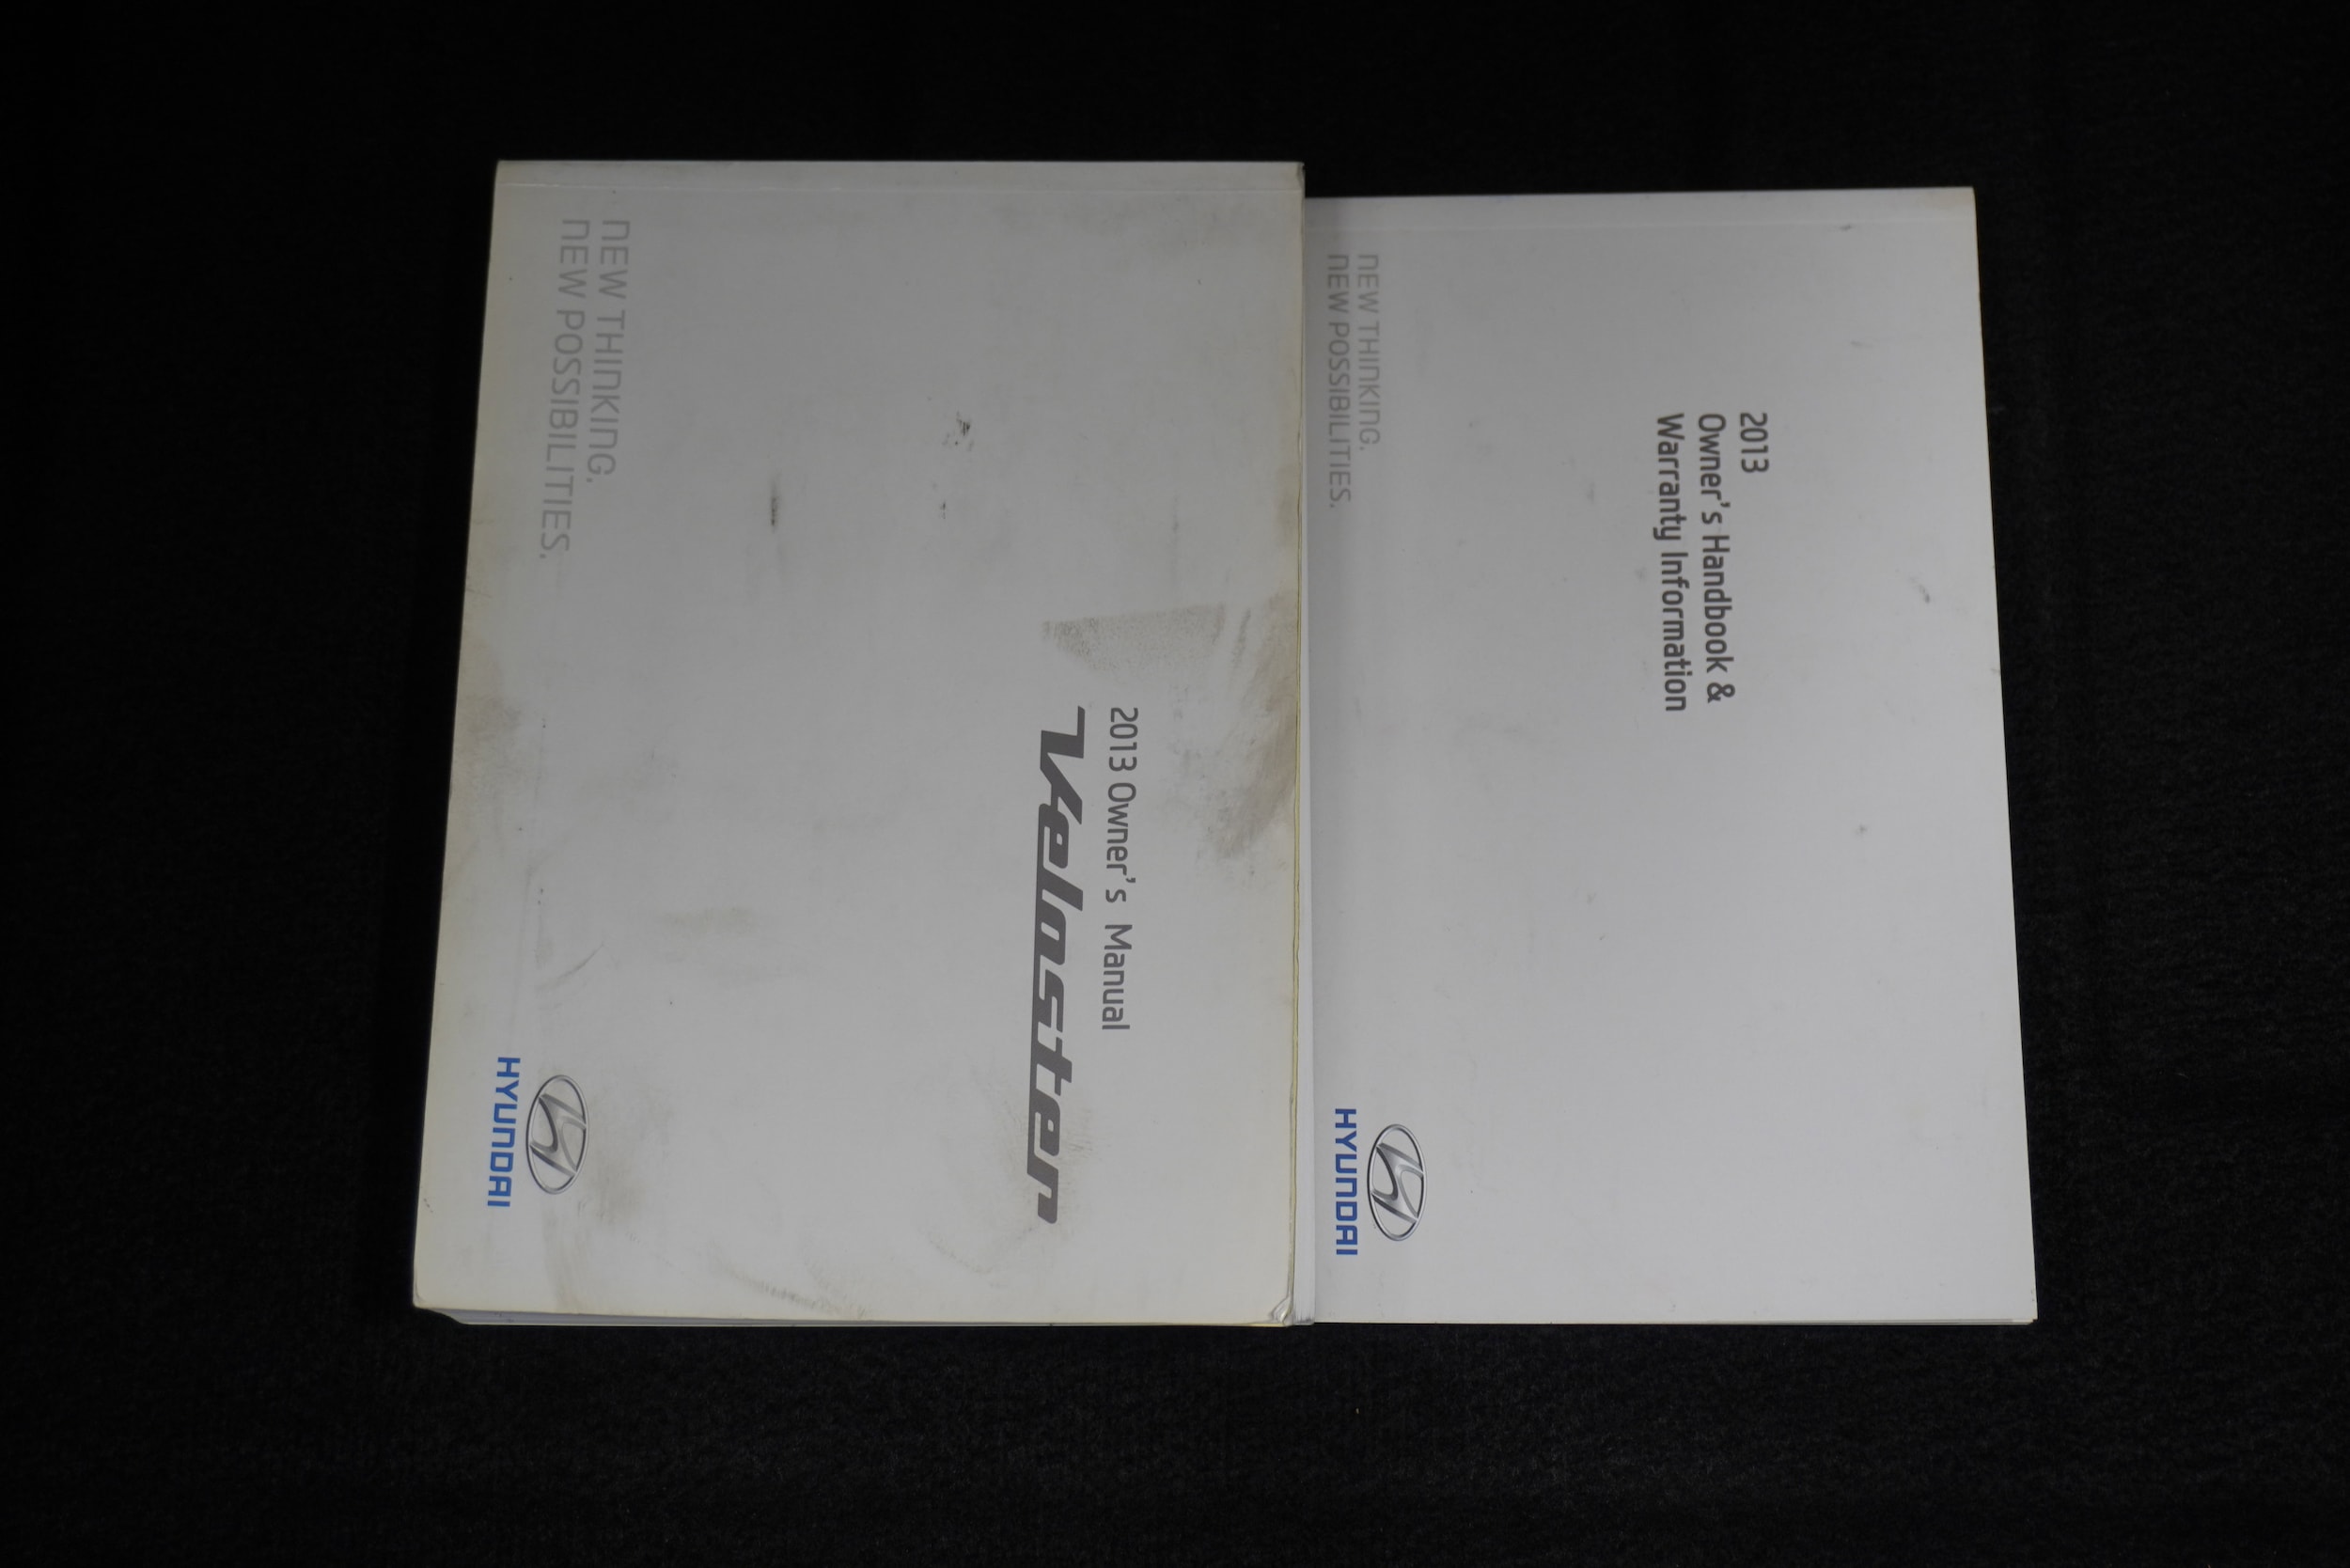 2013 Owner's Manual
Veloster
NEW THINKING.
NEW POSSIBILITIES.
HYUNDAI
2013
Owner's Handbook &
Warranty Information
NEW THINKING.
NEW POSSIBILITIES.
HYUNDAI